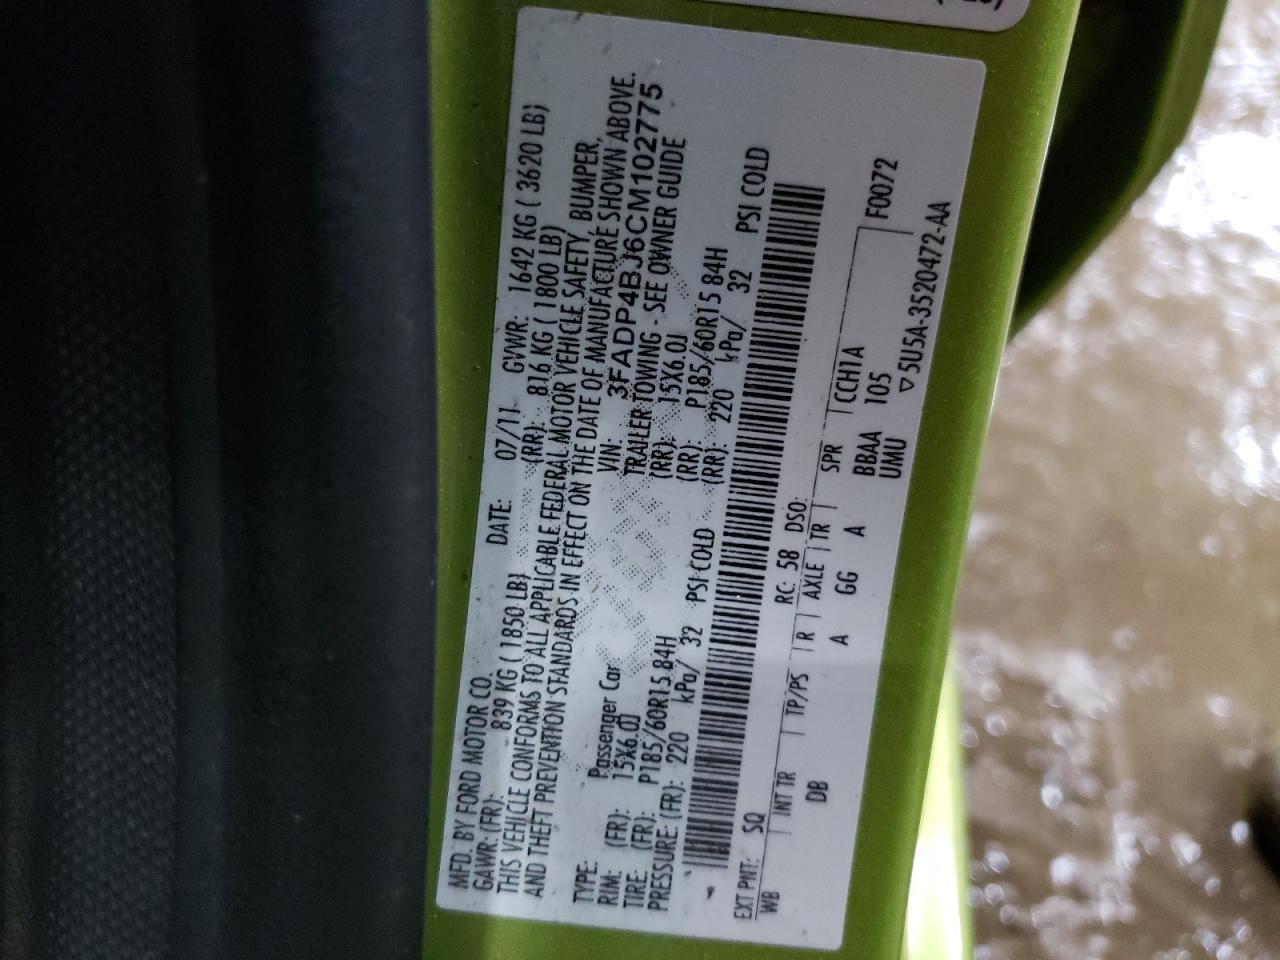 MFD. BY FORD MOTOR CO.
DATE: 07/11 GVWR: 1642 KG ( 3620 LB)
GAWR: (FR): 839 KG ( 1850 LB) (RR): 816 KG ( 1800 LB)
THIS VEHICLE CONFORMS TO ALL APPLICABLE FEDERAL MOTOR VEHICLE SAFETY, BUMPER,
AND THEFT PREVENTION STANDARDS IN EFFECT ON THE DATE OF MANUFACTURE SHOWN ABOVE.
VIN: 3FADP4BJ6CM102775
TYPE: Passenger Car TRAILER TOWING - SEE OWNER GUIDE
RIM: (FR): 15X6.0J (RR): 15X6.0J
TIRE: (FR): P185/60R15 84H (RR): P185/60R15 84H
PRESSURE: (FR): 220 kPa/ 32 PSI COLD (RR): 220 kPa/ 32 PSI COLD
EXT PNT: SQ RC: 58 DSO:
WB INT TR TP/PS R AXLE TR SPR CCH1A F0072
DB A GG A BBAA 105
UMU ▽5U5A-3520472-AA